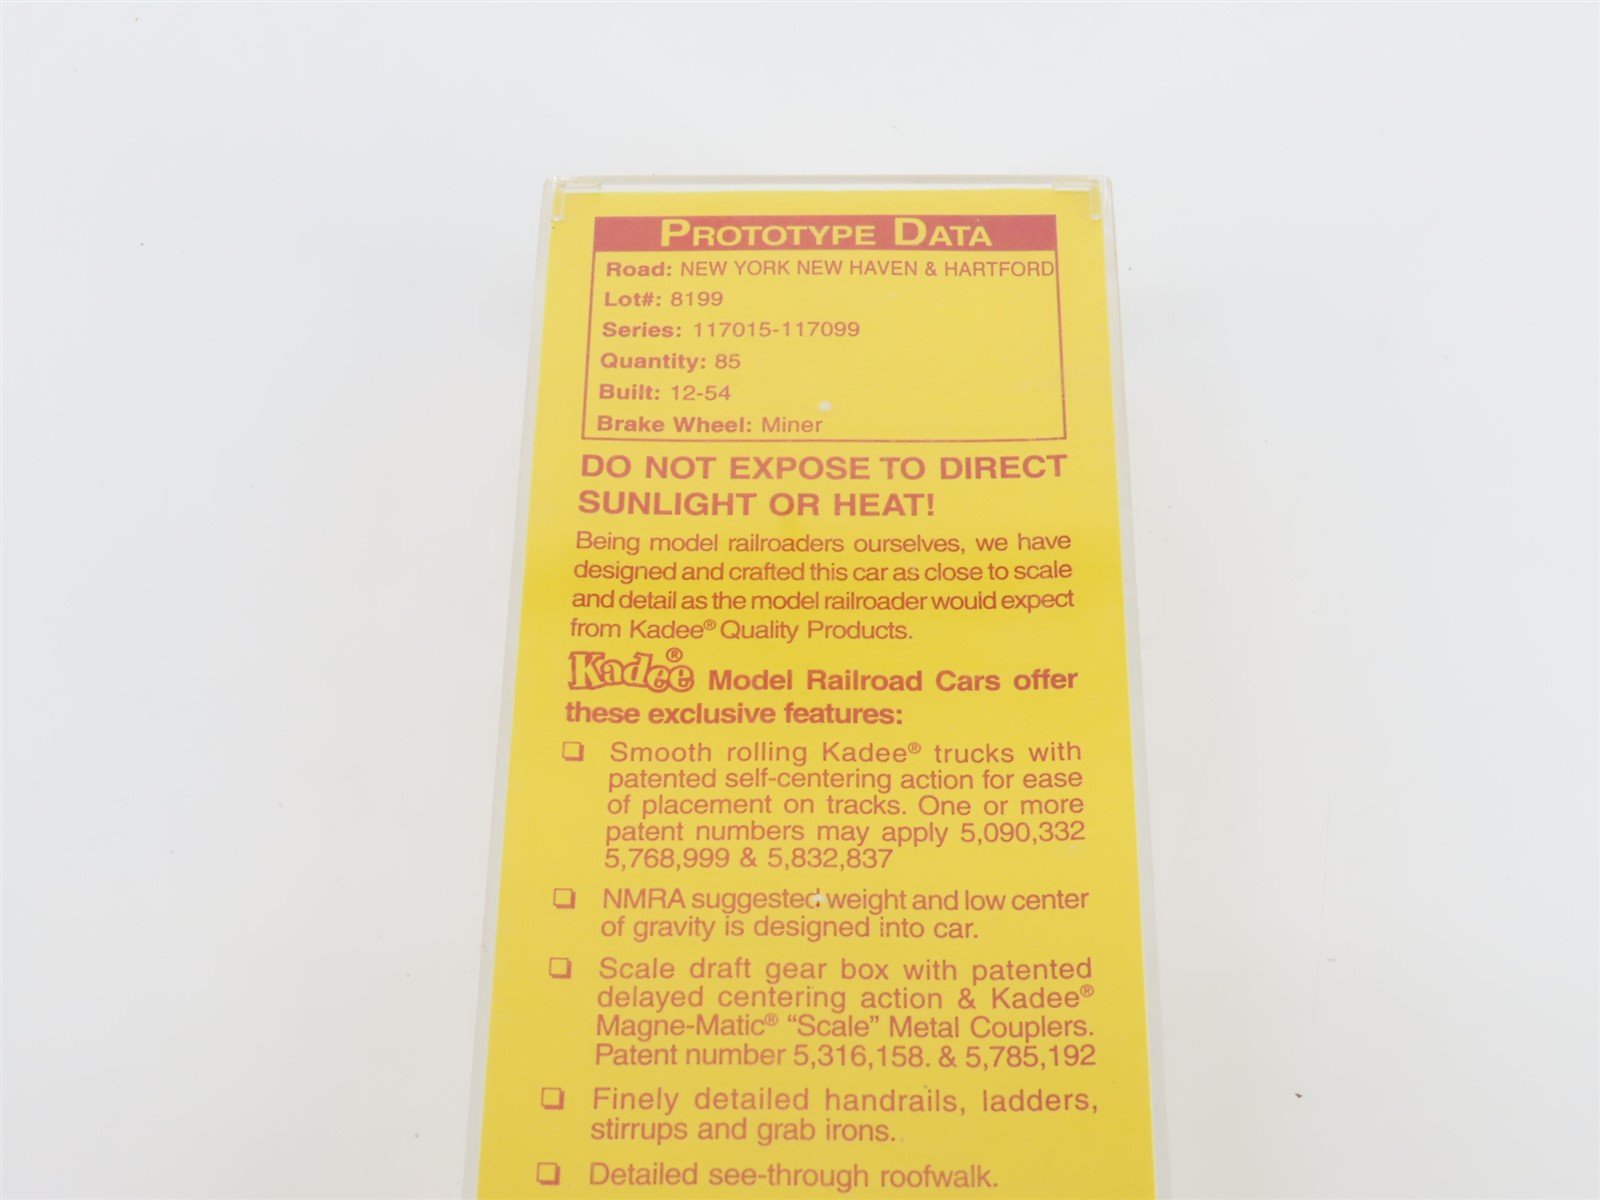 PROTOTYPE DATA
Road: NEW YORK NEW HAVEN & HARTFORD
Lot#: 8199
Series: 117015-117099
Quantity: 85
Built: 12-54
Brake Wheel: Miner
DO NOT EXPOSE TO DIRECT
SUNLIGHT OR HEAT!
Being model railroaders ourselves, we have
designed and crafted this car as close to scale
and detail as the model railroader would expect
from Kadee® Quality Products.
Kadee® Model Railroad Cars offer
these exclusive features:
❏ Smooth rolling Kadee® trucks with
patented self-centering action for ease
of placement on tracks. One or more
patent numbers may apply 5,090,332
5,768,999 & 5,832,837
❏ NMRA suggested weight and low center
of gravity is designed into car.
❏ Scale draft gear box with patented
delayed centering action & Kadee®
Magne-Matic® “Scale” Metal Couplers.
Patent number 5,316,158. & 5,785,192
❏ Finely detailed handrails, ladders,
stirrups and grab irons.
❏ Detailed see-through roofwalk.